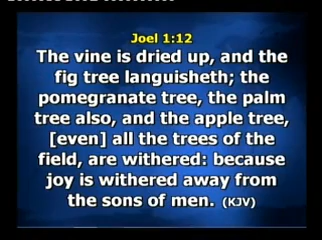 Joel 1:12
The vine is dried up, and the
fig tree languisheth; the
pomegranate tree, the palm
tree also, and the apple tree,
[even] all the trees of the
field, are withered: because
joy is withered away from
the sons of men. (KJV)